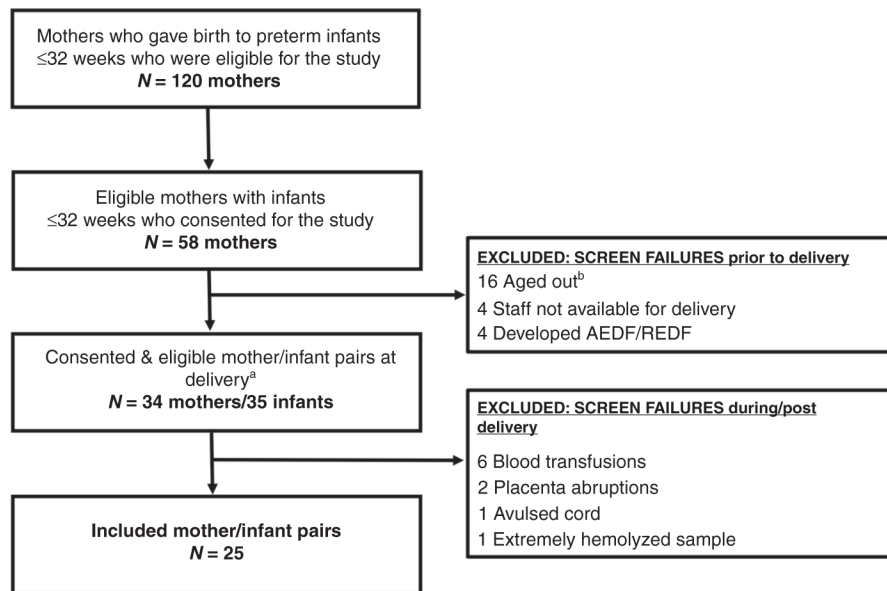 Mothers who gave birth to preterm infants
≤32 weeks who were eligible for the study
N = 120 mothers
Eligible mothers with infants
≤32 weeks who consented for the study
N = 58 mothers
EXCLUDED: SCREEN FAILURES prior to delivery
16 Aged outᵇ
4 Staff not available for delivery
4 Developed AEDF/REDF
Consented & eligible mother/infant pairs at
deliveryᵃ
N = 34 mothers/35 infants
EXCLUDED: SCREEN FAILURES during/post
delivery
6 Blood transfusions
2 Placenta abruptions
1 Avulsed cord
1 Extremely hemolyzed sample
Included mother/infant pairs
N = 25